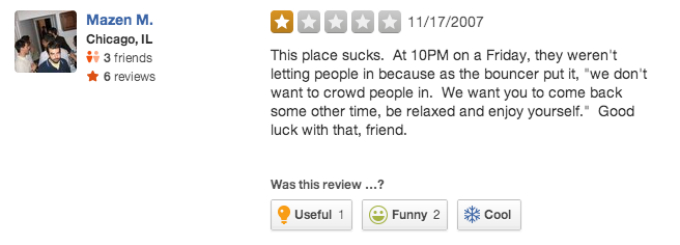 Mazen M.
Chicago, IL
3 friends
6 reviews
11/17/2007
This place sucks.  At 10PM on a Friday, they weren't
letting people in because as the bouncer put it, "we don't
want to crowd people in.  We want you to come back
some other time, be relaxed and enjoy yourself."  Good
luck with that, friend.
Was this review ...?
Useful 1
Funny 2
Cool